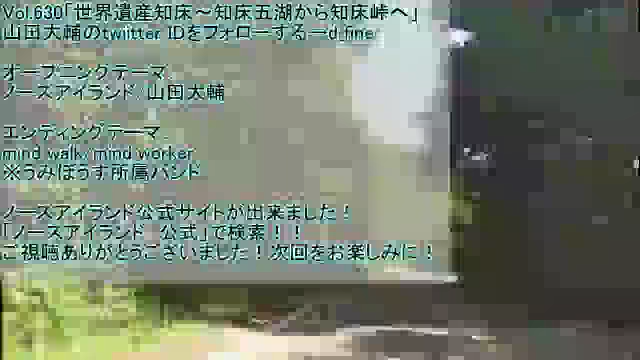 Vol.630「世界遺産知床～知床五湖から知床峠へ」
山田大輔のtwiitter IDをフォローする→d_fine
オープニングテーマ
ノースアイランド/山田大輔
エンディングテーマ
mind walk/mind worker
※うみぼうず所属バンド
ノースアイランド公式サイトが出来ました！
「ノースアイランド　公式」で検索！！
ご視聴ありがとうございました！次回をお楽しみに！